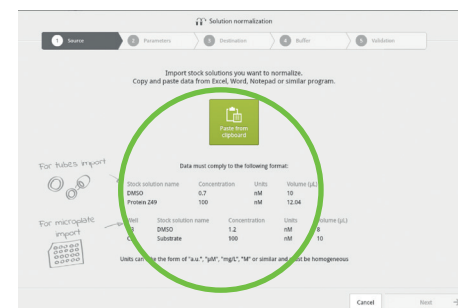 Solution normalization
1 Source 2 Parameters 3 Destination 4 Buffer 5 Validation
Import stock solutions you want to normalize.
Copy and paste data from Excel, Word, Notepad or similar program.
Paste from
clipboard
Data must comply to the following format:
For tubes import
Stock solution name Concentration Units Volume (µL)
DMSO 0.7 nM 10
Protein 249 100 nM 12.04
For microplate
import
Well Stock solution name Concentration Units Volume (µL)
DMSO 1.2 nM 8
Substrate 900 nM 10
Units can take the form of "a.u.", "µM", "mg/L", "M" or similar and must be homogeneous
Cancel Next